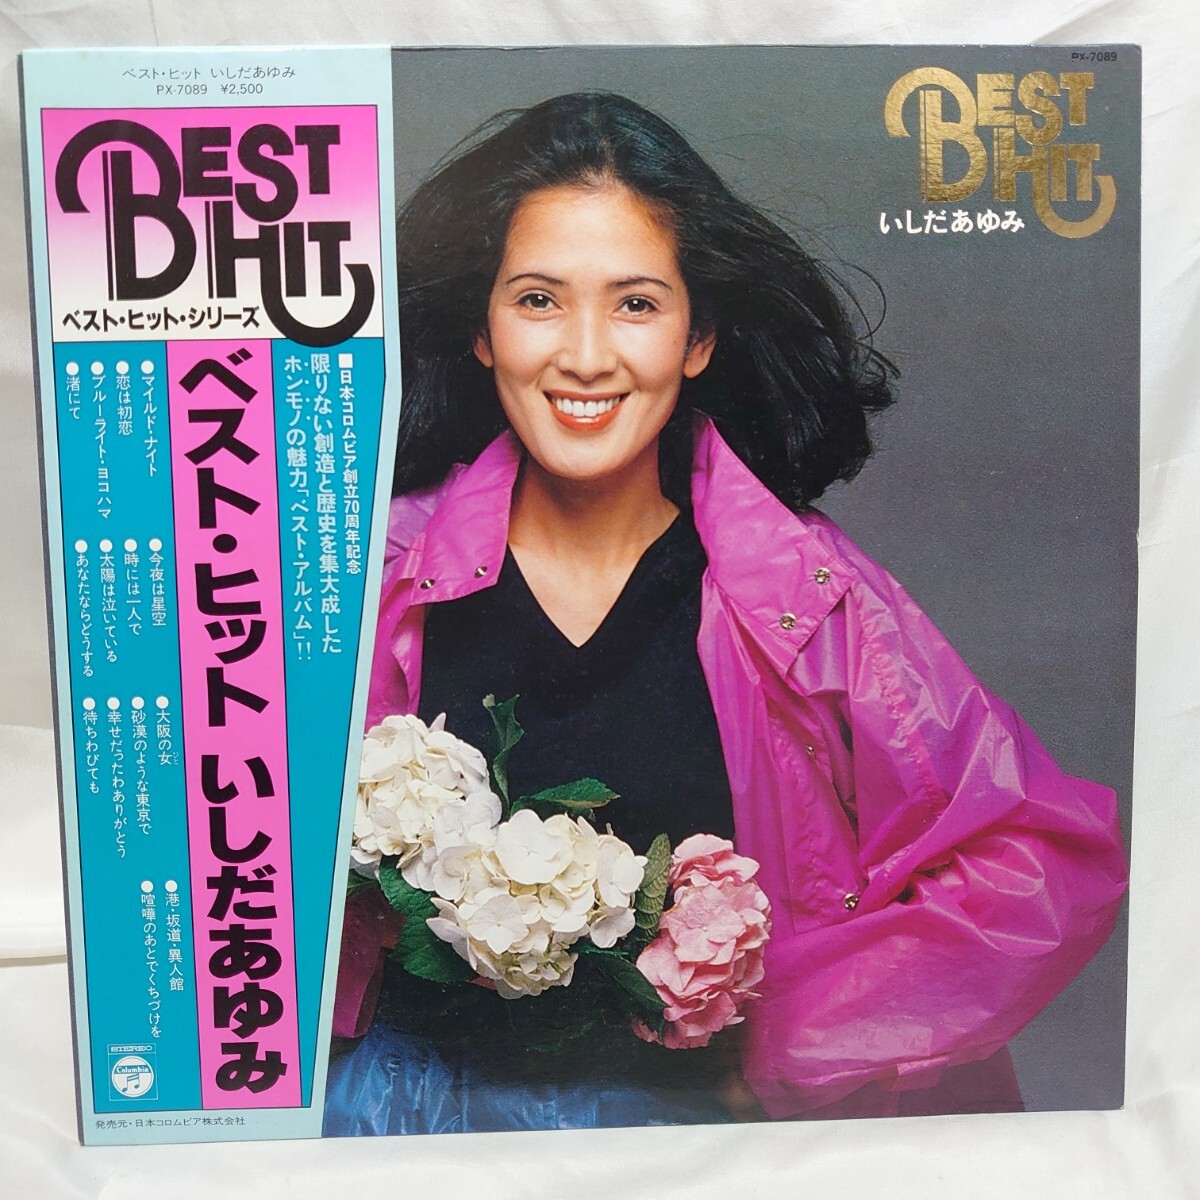 ベスト・ヒット いしだあゆみ
PX-7089 ¥2,500
BEST
HIT
ベスト・ヒット・シリーズ
■日本コロムビア創立70周年記念
限りない創造と歴史を集大成した
ホンモノの魅力「ベスト・アルバム」!!
ベスト・ヒット いしだあゆみ
●マイルド・ナイト
●恋は初恋
●ブルーライト・ヨコハマ
●渚にて
●今夜は星空
●時には一人で
●太陽は泣いている
●あなたならどうする
●大阪の女ひと
●砂漠のような東京で
●幸せだったわありがとう
●待ちわびても
●港・坂道・異人館
●喧嘩のあとでくちづけを
STEREO
Columbia
発売元・日本コロムビア株式会社
PX-7089
BEST
HIT
いしだあゆみ